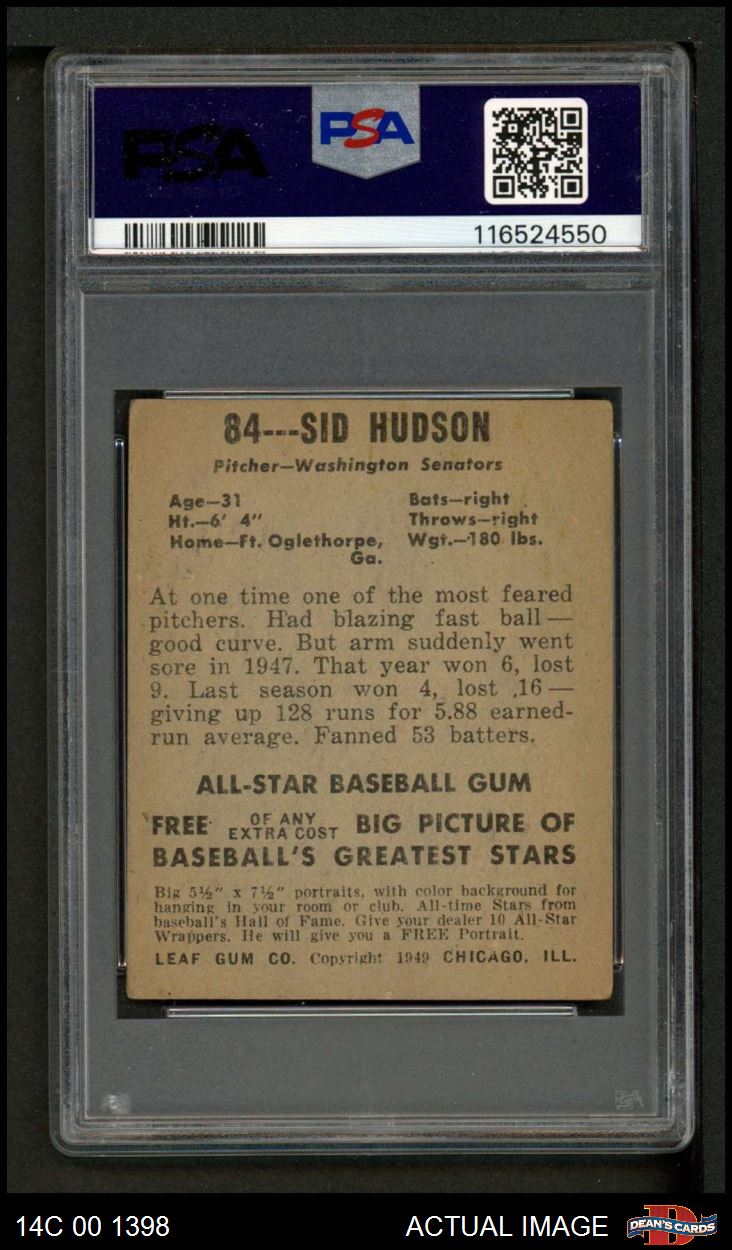 PSA
PSA
116524550
84---SID HUDSON
Pitcher—Washington Senators
Age—31 Bats—right
Ht.—6' 4" Throws—right
Home—Ft. Oglethorpe, Wgt.—180 lbs.
Ga.
At one time one of the most feared
pitchers. Had blazing fast ball—
good curve. But arm suddenly went
sore in 1947. That year won 6, lost
9. Last season won 4, lost 16—
giving up 128 runs for 5.88 earned-
run average. Fanned 53 batters.
ALL-STAR BASEBALL GUM
FREE OF ANY EXTRA COST BIG PICTURE OF
BASEBALL'S GREATEST STARS
Big 5½" x 7½" portraits, with color background for
hanging in your room or club. All-time Stars from
baseball's Hall of Fame. Give your dealer 10 All-Star
Wrappers. He will give you a FREE Portrait.
LEAF GUM CO. Copyright 1949 CHICAGO, ILL.
PSA
14C 00 1398 ACTUAL IMAGE DEAN'S CARDS